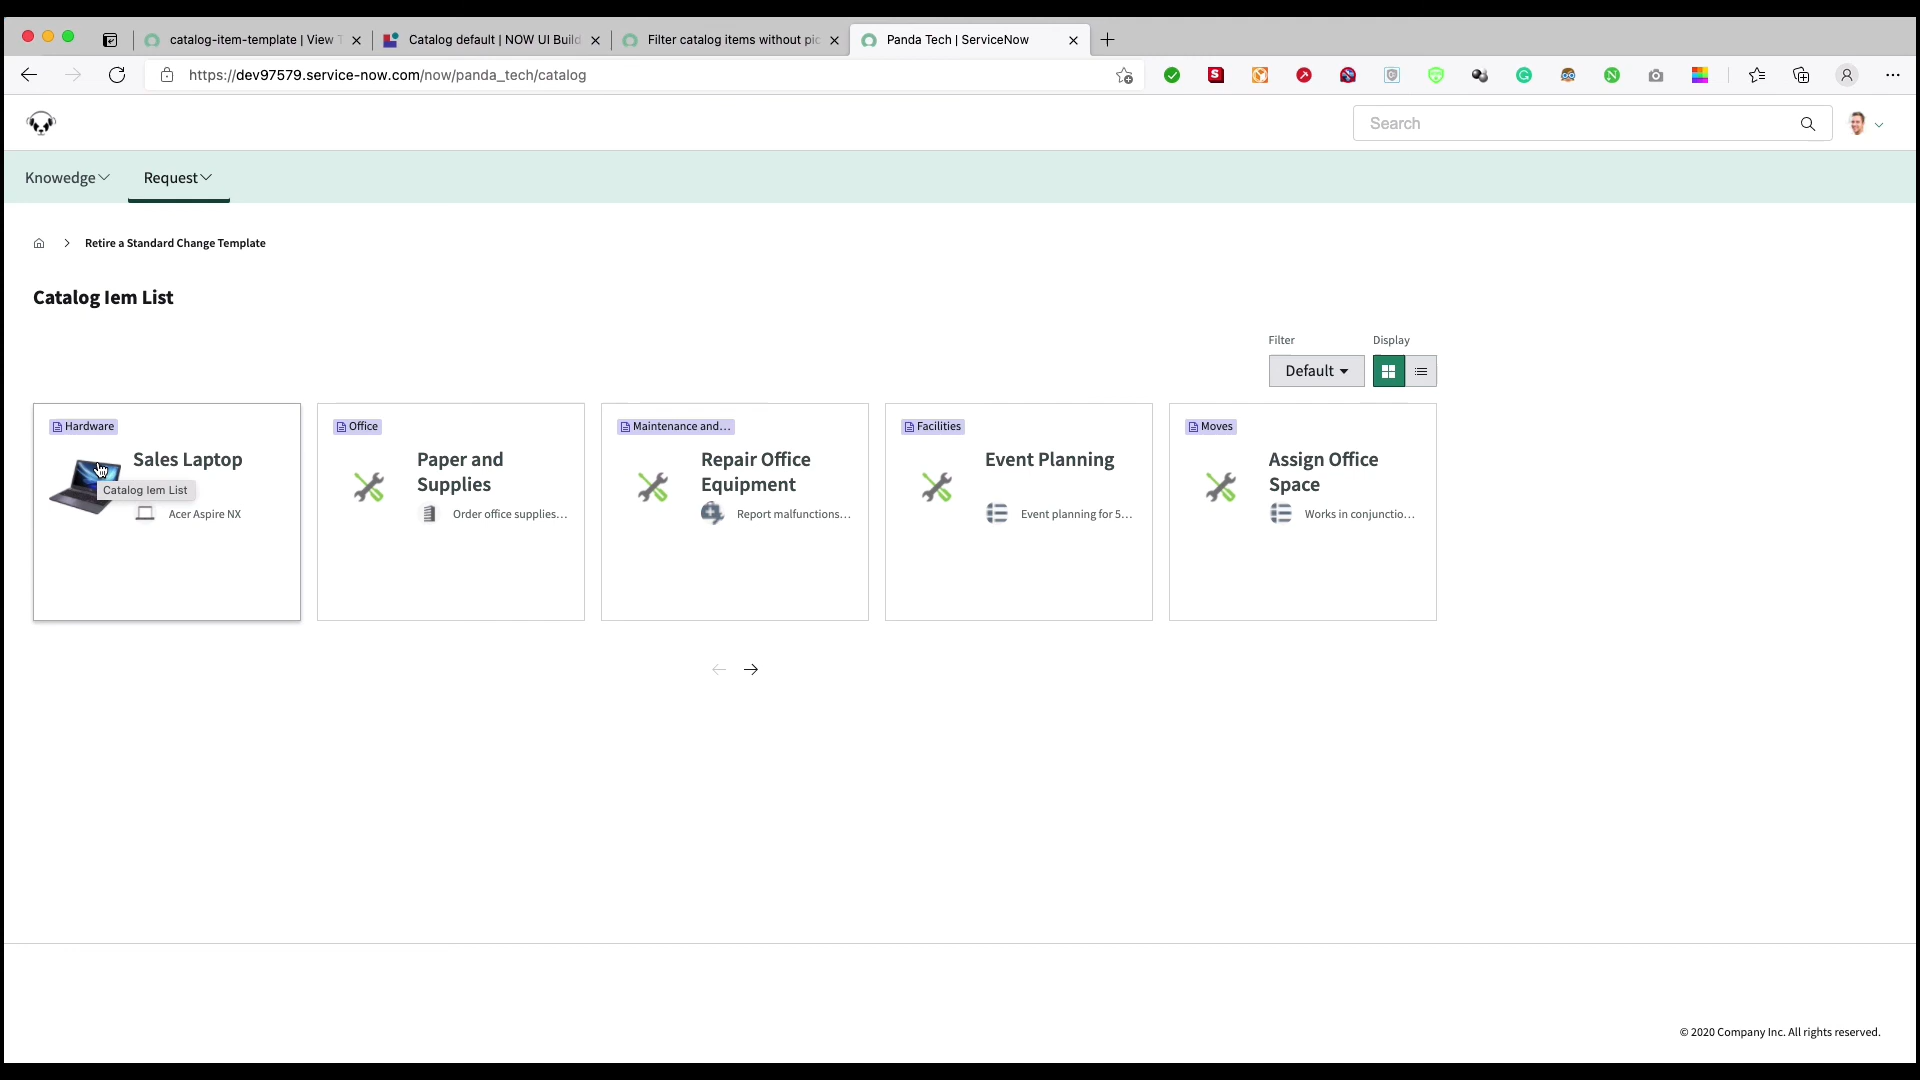 catalog-item-template | View T
Catalog default | NOW UI Build
Filter catalog items without pic
Panda Tech | ServiceNow
https://dev97579.service-now.com/now/panda_tech/catalog
Search
Knowedge
Request
Retire a Standard Change Template
Catalog Iem List
Filter
Display
Default
Hardware
Sales Laptop
Catalog Iem List
Acer Aspire NX
Office
Paper and
Supplies
Order office supplies...
Maintenance and...
Repair Office
Equipment
Report malfunctions...
Facilities
Event Planning
Event planning for 5...
Moves
Assign Office
Space
Works in conjunctio...
© 2020 Company Inc. All rights reserved.